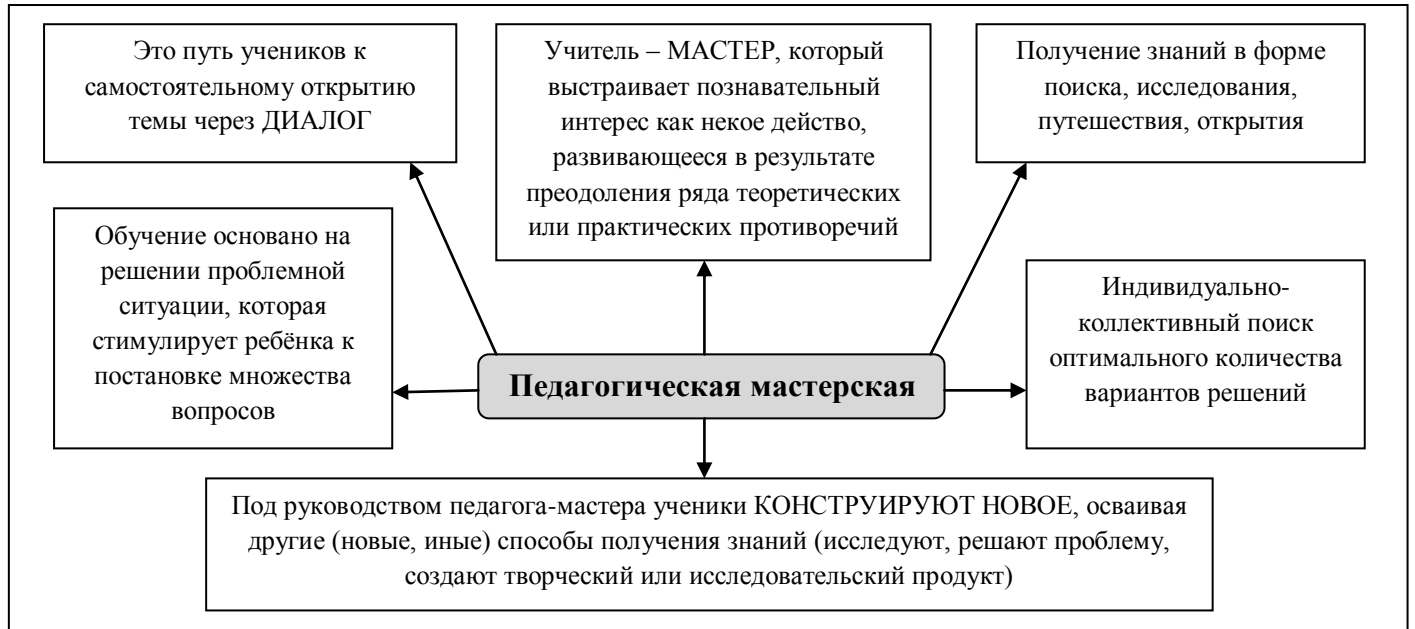 Это путь учеников к
самостоятельному открытию
темы через ДИАЛОГ
Учитель – МАСТЕР, который
выстраивает познавательный
интерес как некое действо,
развивающееся в результате
преодоления ряда теоретических
или практических противоречий
Получение знаний в форме
поиска, исследования,
путешествия, открытия
Обучение основано на
решении проблемной
ситуации, которая
стимулирует ребёнка к
постановке множества
вопросов
Педагогическая мастерская
Индивидуально-
коллективный поиск
оптимального количества
вариантов решений
Под руководством педагога-мастера ученики КОНСТРУИРУЮТ НОВОЕ, осваивая
другие (новые, иные) способы получения знаний (исследуют, решают проблему,
создают творческий или исследовательский продукт)